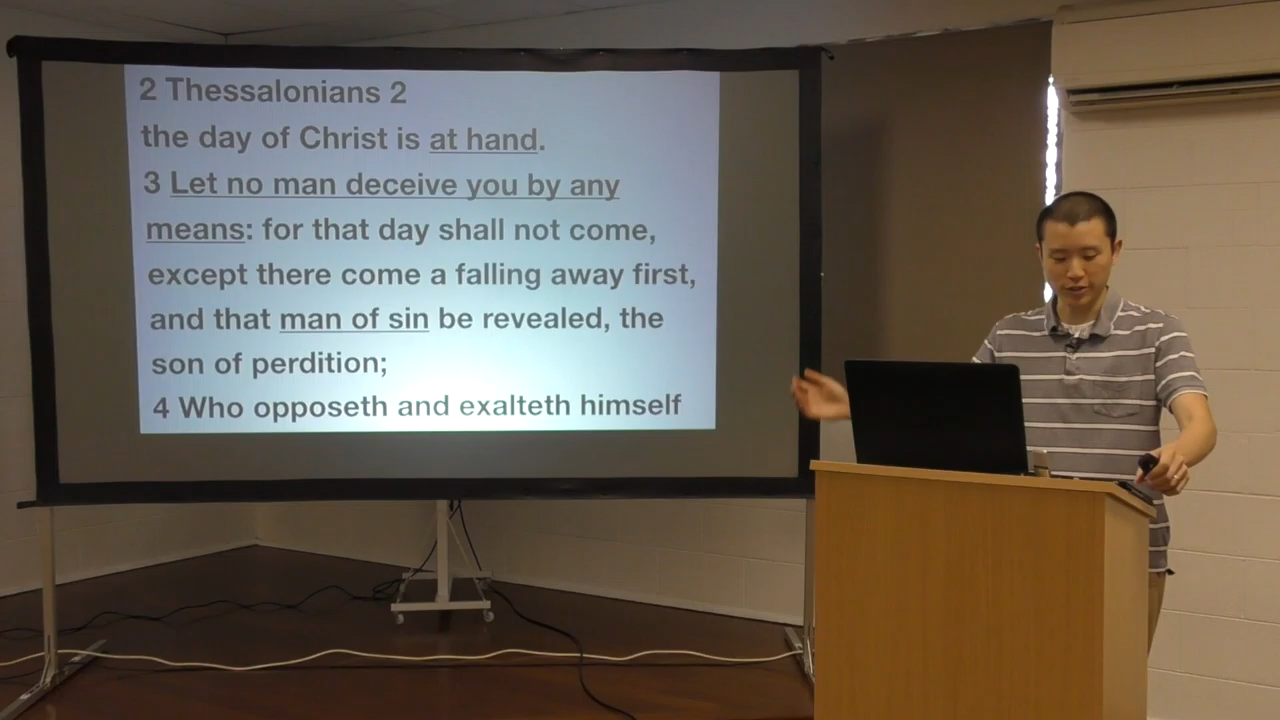 2 Thessalonians 2
the day of Christ is at hand.
3 Let no man deceive you by any
means: for that day shall not come,
except there come a falling away first,
and that man of sin be revealed, the
son of perdition;
4 Who opposeth and exalteth himself